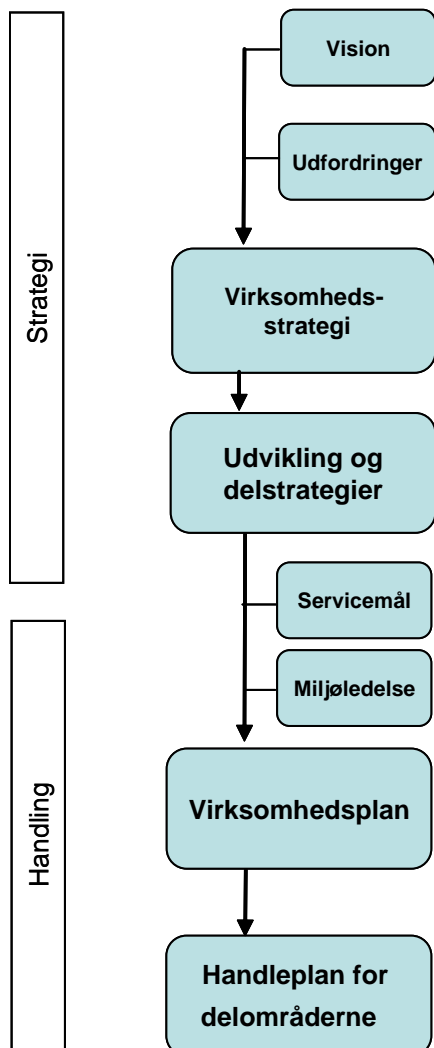 Strategi
Vision
Udfordringer
Virksomheds-
strategi
Udvikling og
delstrategier
Servicemål
Handling
Miljøledelse
Virksomhedsplan
Handleplan for
delområderne